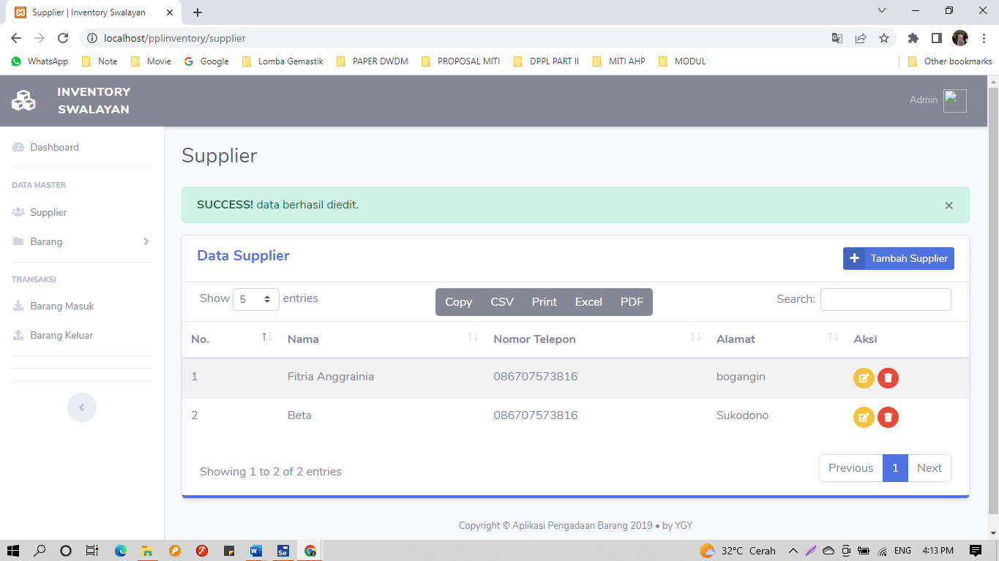 Supplier | Inventory Swalayan
localhost/pplinventory/supplier
WhatsApp Note Movie Google Lomba Gemastik PAPER DWDM PROPOSAL MITI DPPL PART II MITI AHP MODUL Other bookmarks
INVENTORY
SWALAYAN
Admin
Dashboard
DATA MASTER
Supplier
Barang
TRANSAKSI
Barang Masuk
Barang Keluar
Supplier
SUCCESS! data berhasil diedit.
Data Supplier
Tambah Supplier
Show 5 entries
Copy CSV Print Excel PDF
Search:
No. Nama Nomor Telepon Alamat Aksi
1 Fitria Anggrainia 086707573816 bogangin
2 Beta 086707573816 Sukodono
Showing 1 to 2 of 2 entries
Previous 1 Next
Copyright © Aplikasi Pengadaan Barang 2019 • by YGY
32°C Cerah ENG 4:13 PM